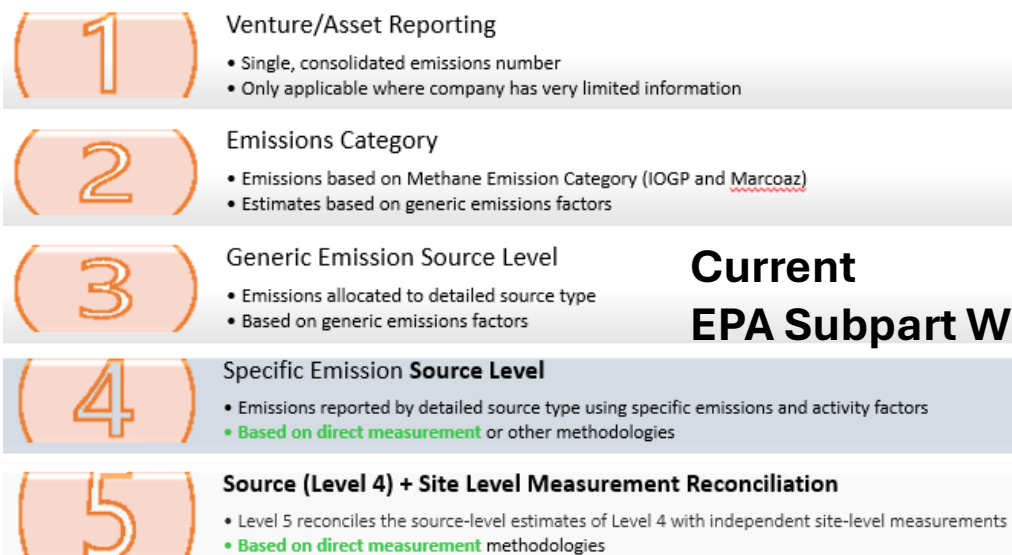 1
Venture/Asset Reporting
• Single, consolidated emissions number
• Only applicable where company has very limited information
2
Emissions Category
• Emissions based on Methane Emission Category (IOGP and Marcoaz)
• Estimates based on generic emissions factors
3
Generic Emission Source Level
• Emissions allocated to detailed source type
• Based on generic emissions factors
Current
EPA Subpart W
4
Specific Emission Source Level
• Emissions reported by detailed source type using specific emissions and activity factors
• Based on direct measurement or other methodologies
5
Source (Level 4) + Site Level Measurement Reconciliation
• Level 5 reconciles the source-level estimates of Level 4 with independent site-level measurements
• Based on direct measurement methodologies